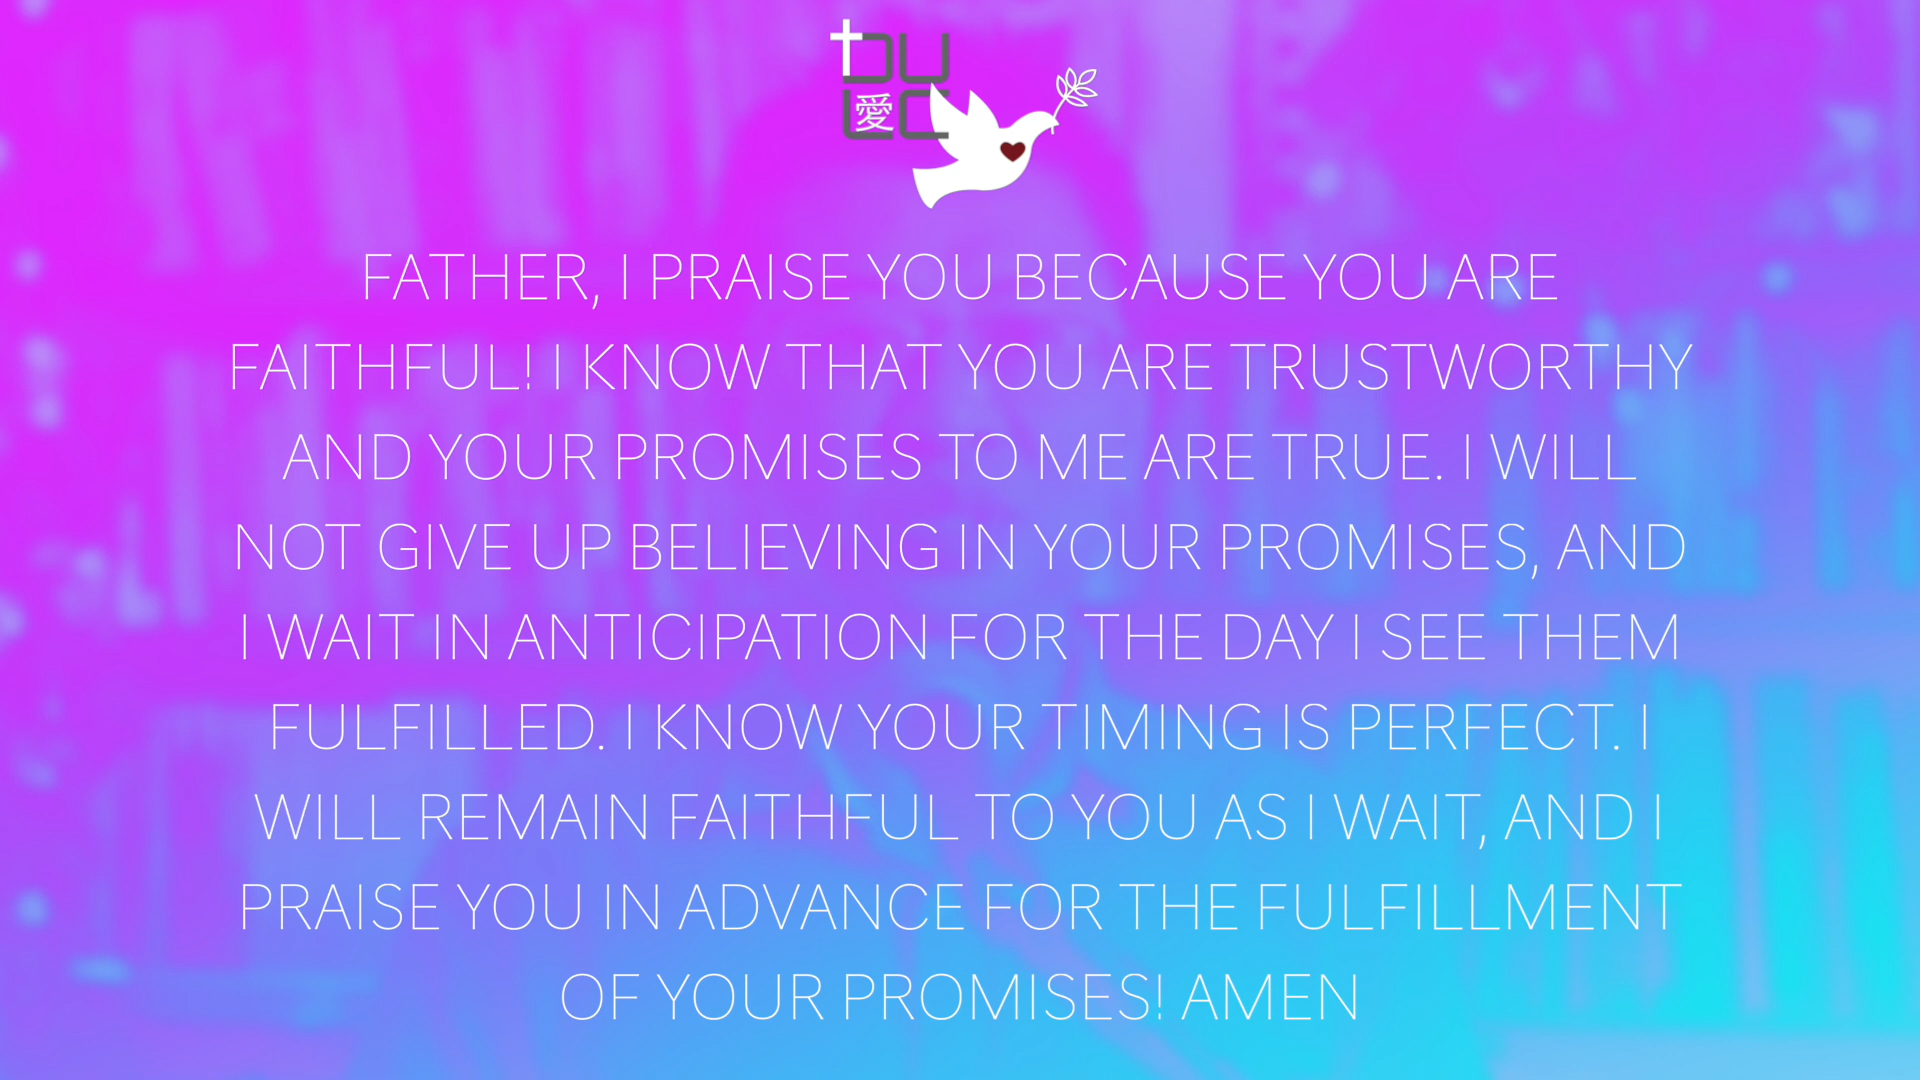 DU
愛 LC
FATHER, I PRAISE YOU BECAUSE YOU ARE
FAITHFUL! I KNOW THAT YOU ARE TRUSTWORTHY
AND YOUR PROMISES TO ME ARE TRUE. I WILL
NOT GIVE UP BELIEVING IN YOUR PROMISES, AND
I WAIT IN ANTICIPATION FOR THE DAY I SEE THEM
FULFILLED. I KNOW YOUR TIMING IS PERFECT. I
WILL REMAIN FAITHFUL TO YOU AS I WAIT, AND I
PRAISE YOU IN ADVANCE FOR THE FULFILLMENT
OF YOUR PROMISES! AMEN